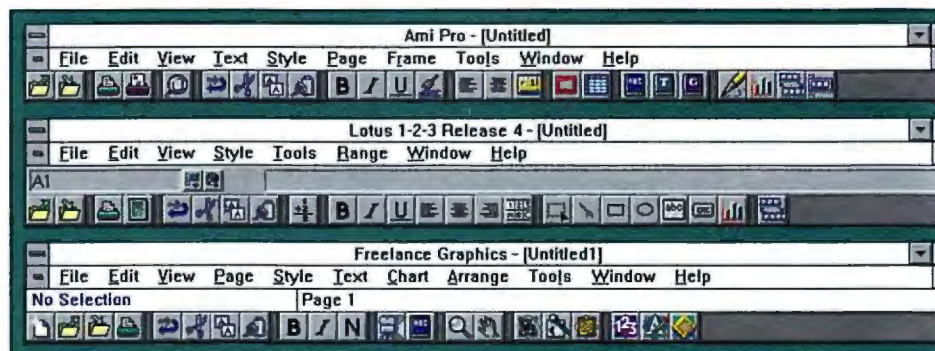 Ami Pro - [Untitled]
File Edit View Text Style Page Frame Tools Window Help
B I U
Lotus 1-2-3 Release 4 - [Untitled]
File Edit View Style Tools Range Window Help
A1
B I U
Freelance Graphics - [Untitled1]
File Edit View Page Style Text Chart Arrange Tools Window Help
No Selection Page 1
B I N